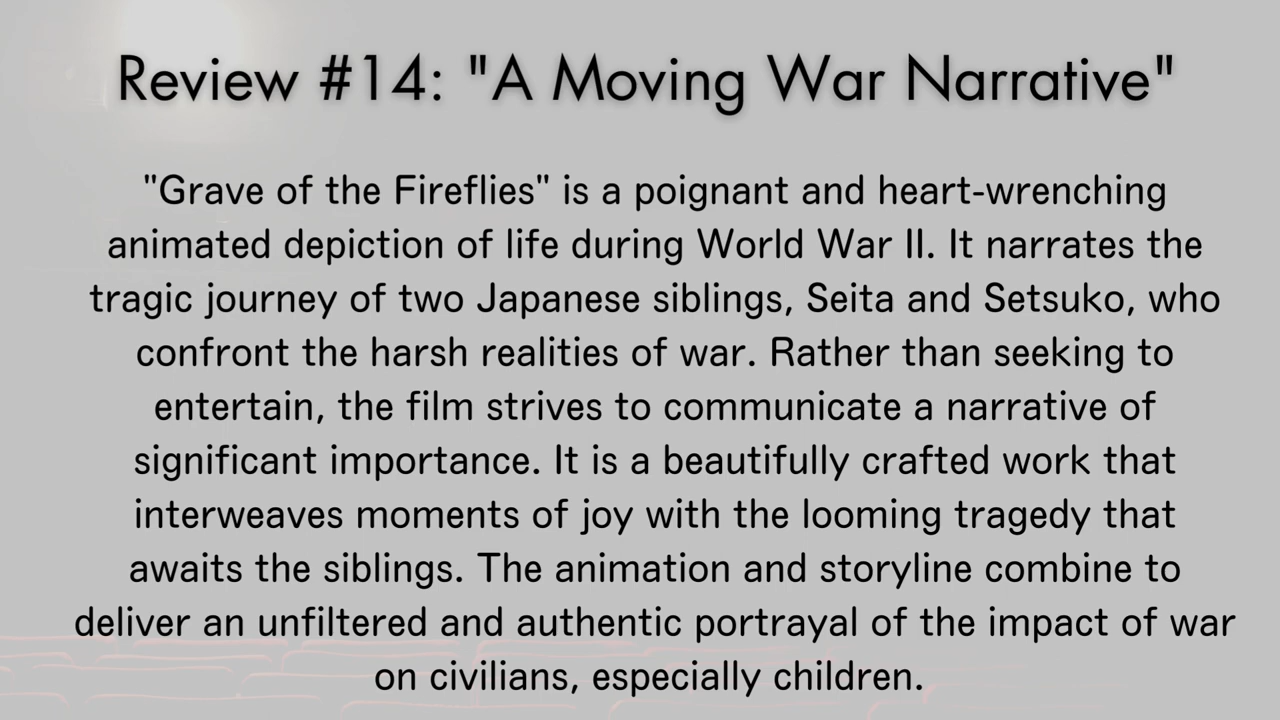 Review #14: "A Moving War Narrative"
"Grave of the Fireflies" is a poignant and heart-wrenching
animated depiction of life during World War II. It narrates the
tragic journey of two Japanese siblings, Seita and Setsuko, who
confront the harsh realities of war. Rather than seeking to
entertain, the film strives to communicate a narrative of
significant importance. It is a beautifully crafted work that
interweaves moments of joy with the looming tragedy that
awaits the siblings. The animation and storyline combine to
deliver an unfiltered and authentic portrayal of the impact of war
on civilians, especially children.